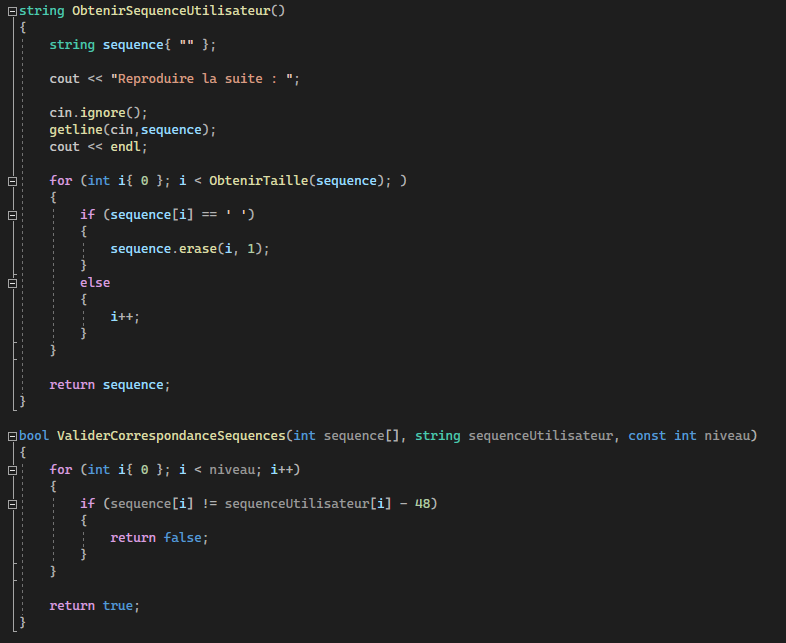 string ObtenirSequenceUtilisateur()
{
    string sequence{ "" };

    cout << "Reproduire la suite : ";

    cin.ignore();
    getline(cin,sequence);
    cout << endl;

    for (int i{ 0 }; i < ObtenirTaille(sequence); )
    {
        if (sequence[i] == ' ')
        {
            sequence.erase(i, 1);
        }
        else
        {
            i++;
        }
    }

    return sequence;
}

bool ValiderCorrespondanceSequences(int sequence[], string sequenceUtilisateur, const int niveau)
{
    for (int i{ 0 }; i < niveau; i++)
    {
        if (sequence[i] != sequenceUtilisateur[i] - 48)
        {
            return false;
        }
    }

    return true;
}